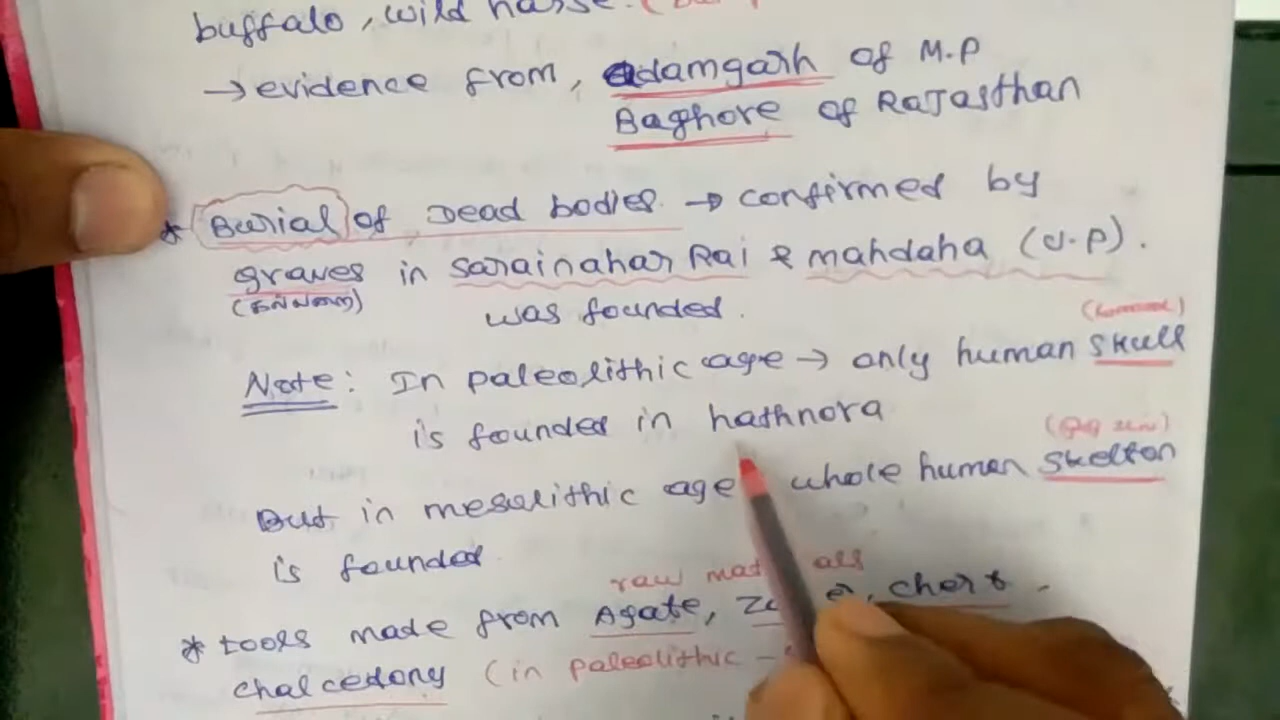 buffalo, wild
→ evidence from, adamgarh of M.P
Baghore of Rajasthan
* Burial of Dead bodies → confirmed by
graves in Sarainahar Rai & mahdaha (U.P).
(கல்லறை) was founded.
Note: In paleolithic age → only human skull
is founded in hathnora
But in mesolithic age whole human skelton
is founded
raw
* tools made from Agate, chert
chalcedony (in paleolithic -